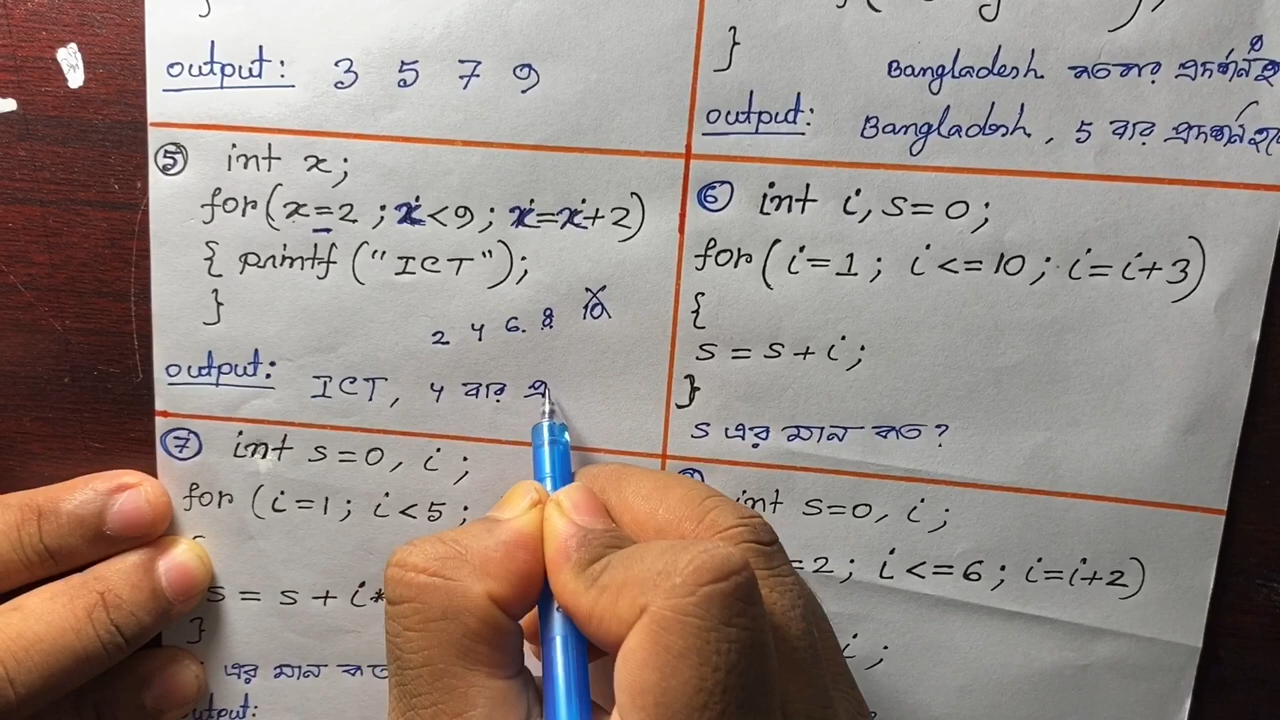 }
output: 3 5 7 9
}
Bangladesh কতবার
output: Bangladesh, 5 বার
⑤ int x;
for(x=2 ; x<9; x=x+2)
{ printf ("ICT");
}
2 4 6. 8 10
output: ICT, 4 বার প্র
⑥ int i, s=0;
for(i=1; i<=10; i=i+3)
{
s = s + i;
}
s এর মান কত?
⑦ int s=0, i;
for (i=1; i<5;
s = s + i*
}
এর মান কত
output:
int s=0, i;
=2; i<=6; i=i+2)
i;